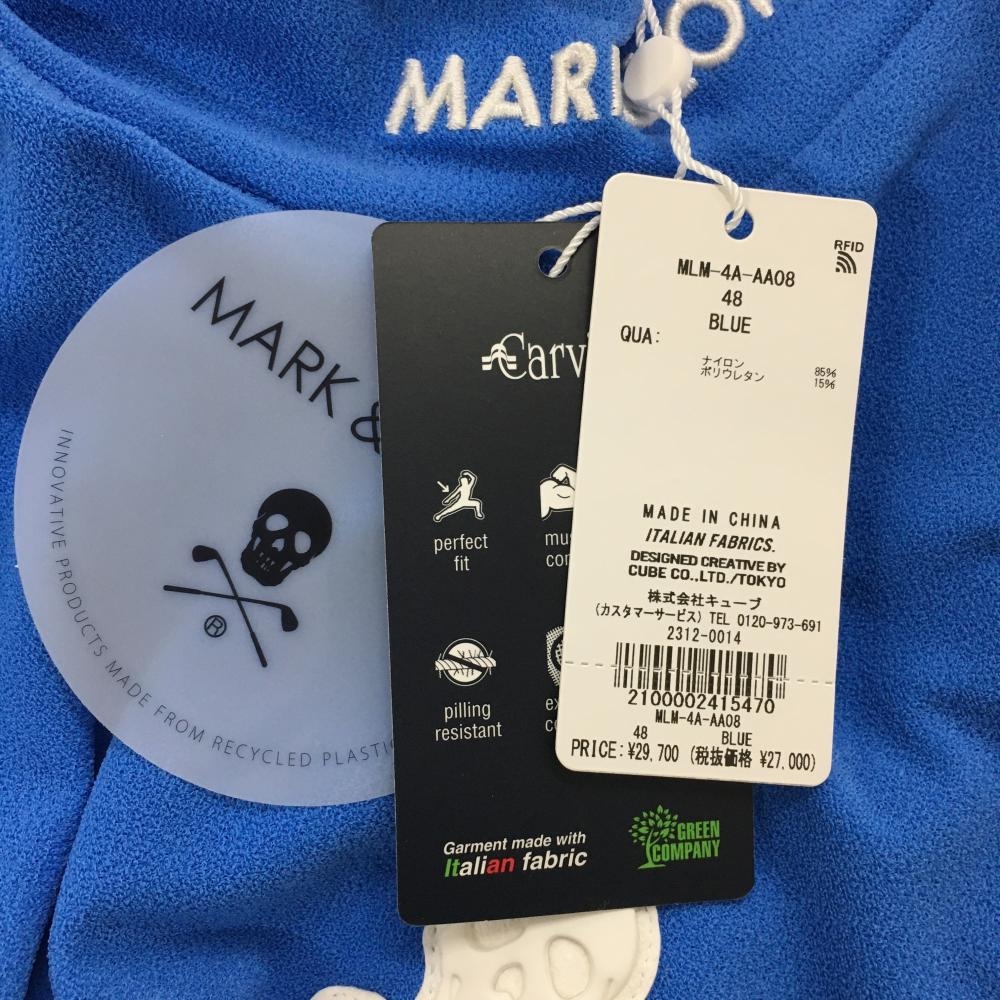 MARK
MARK &
INNOVATIVE PRODUCTS MADE FROM RECYCLED PLASTIC
®
Carvi
perfect
fit
pilling
resistant
Garment made with
Italian fabric
GREEN
COMPANY
RFID
MLM-4A-AA08
48
BLUE
QUA:
ナイロン 85%
ポリウレタン 15%
MADE IN CHINA
ITALIAN FABRICS.
DESIGNED CREATIVE BY
CUBE CO.,LTD./TOKYO
株式会社キューブ
(カスタマーサービス) TEL 0120-973-691
2312-0014
2100002415470
MLM-4A-AA08
48 BLUE
PRICE:¥29,700 (税抜価格 ¥27,000)